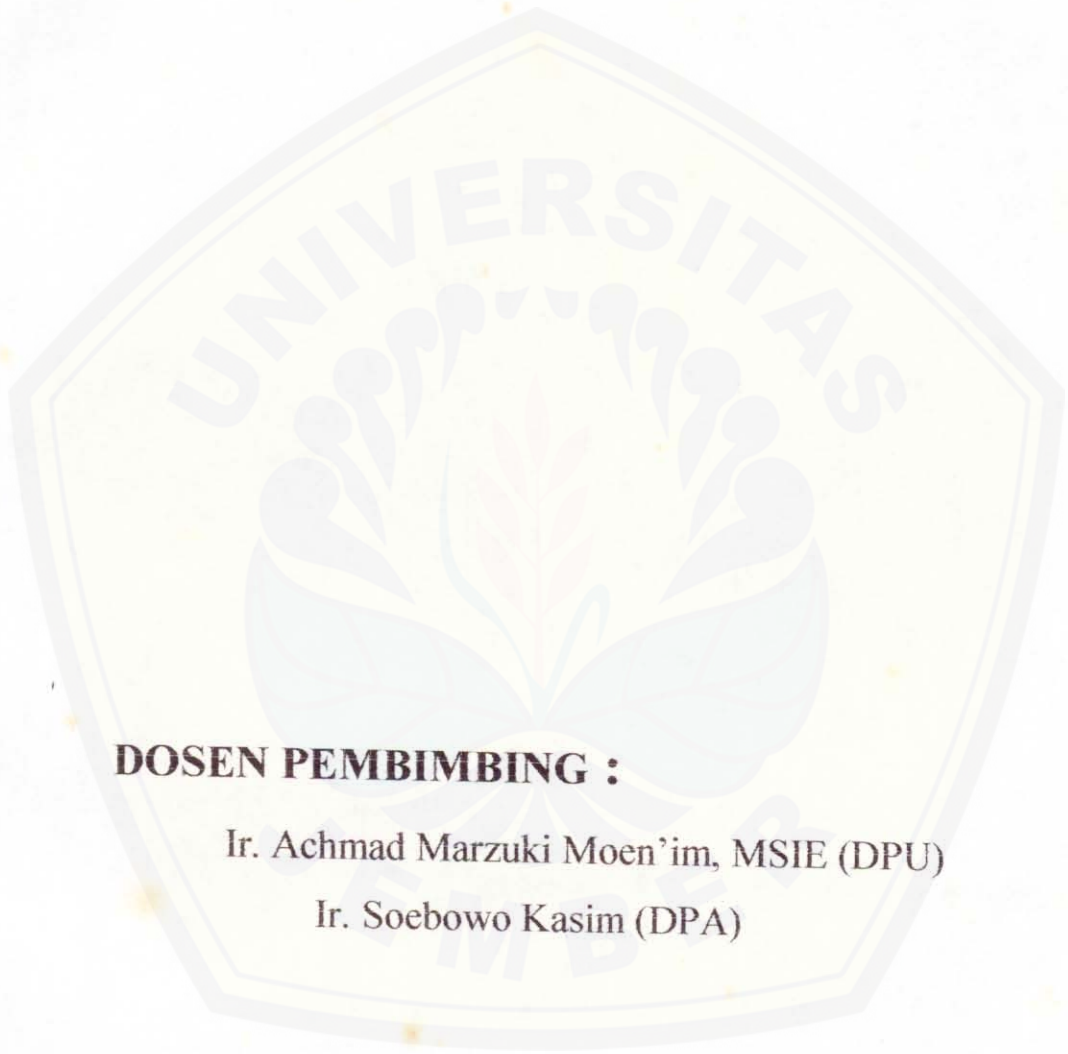 UNIVERSITAS
DOSEN PEMBIMBING :
Ir. Achmad Marzuki Moen'im, MSIE (DPU)
Ir. Soebowo Kasim (DPA)
JEMBER